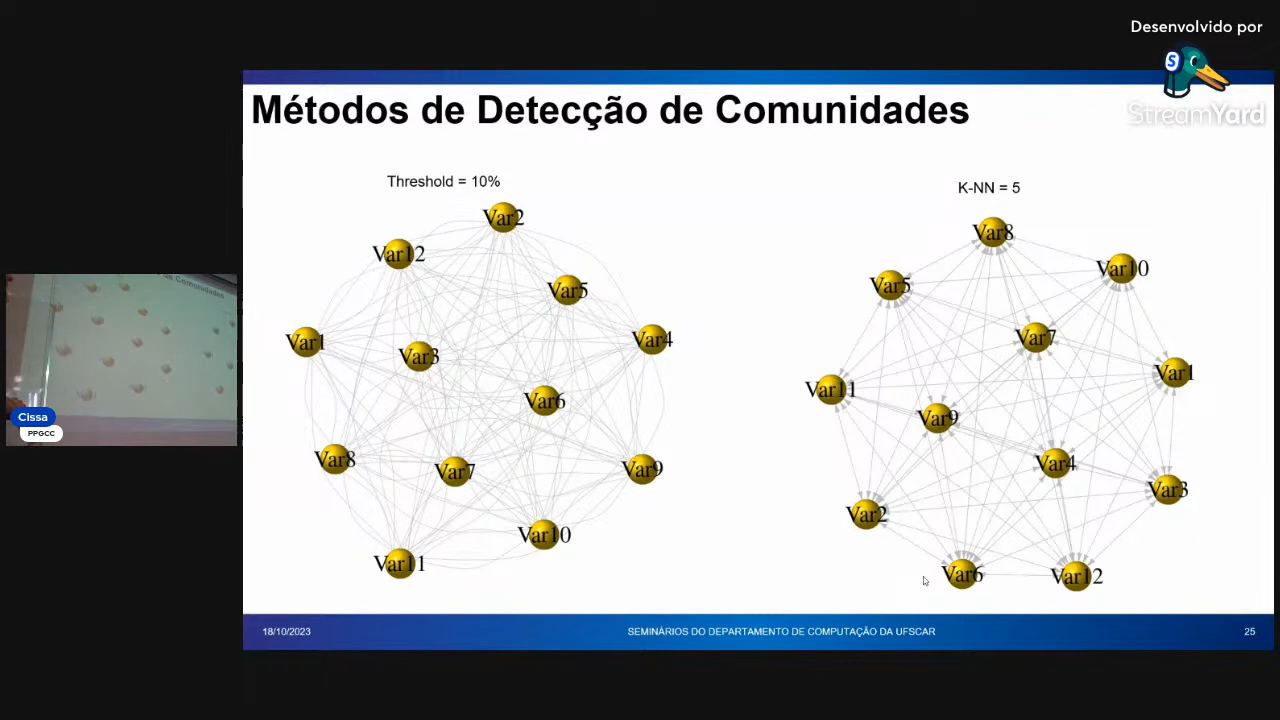 Desenvolvido por
StreamYard
Métodos de Detecção de Comunidades
Threshold = 10%
Var2
Var12
Var5
Var1
Var3
Var4
Var6
Var8
Var7
Var9
Var10
Var11
K-NN = 5
Var8
Var10
Var5
Var7
Var1
Var11
Var9
Var4
Var3
Var2
Var6
Var12
de Comunidades
Cissa
PPGCC
18/10/2023
SEMINÁRIOS DO DEPARTAMENTO DE COMPUTAÇÃO DA UFSCAR
25